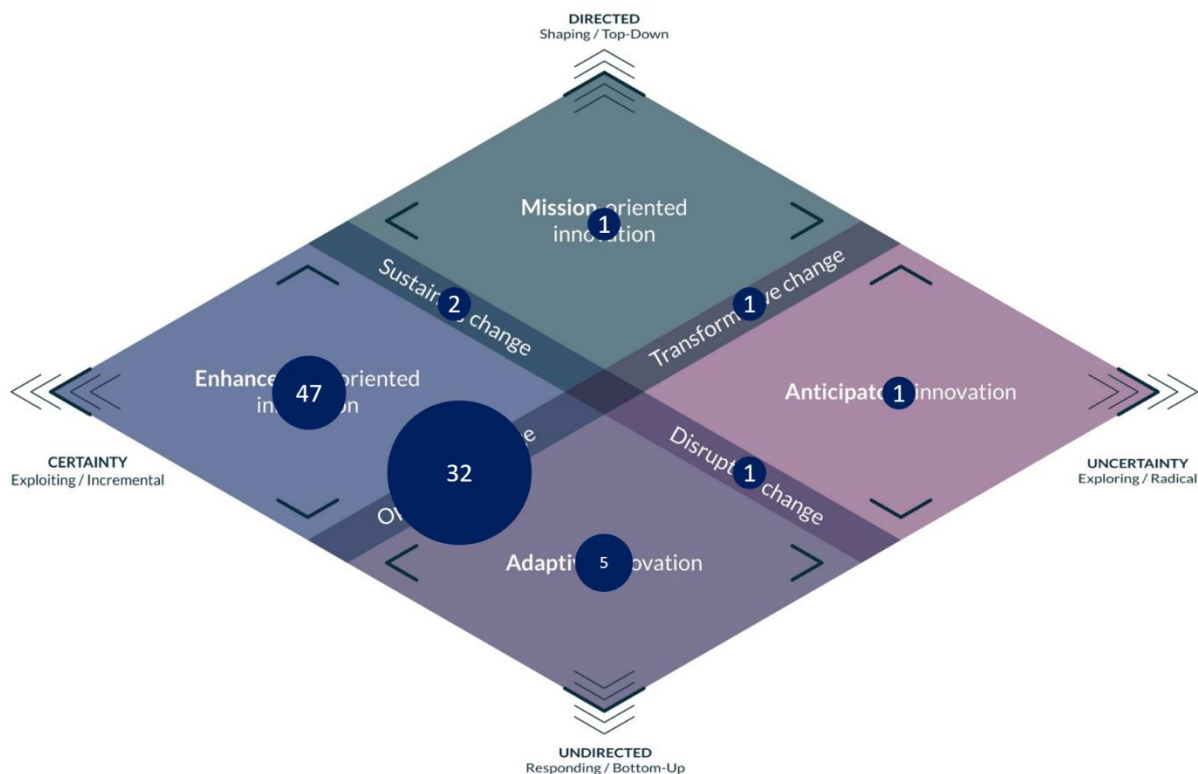 DIRECTED
Shaping / Top-Down
Mission oriented
1
innovation
Sustai change
2
Transfor ve change
1
Enhance oriented
47
in on
Anticipato innovation
1
CERTAINTY
Exploiting / Incremental
UNCERTAINTY
Exploring / Radical
32
Disrupt change
1
Adaptiv ovation
5
UNDIRECTED
Responding / Bottom-Up